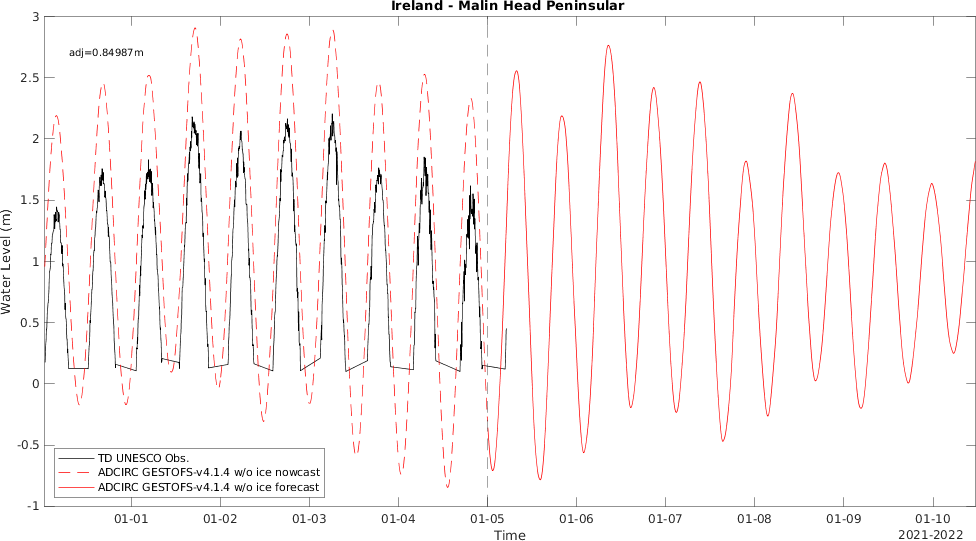 Ireland - Malin Head Peninsular
adj=0.84987m
3
2.5
2
1.5
1
0.5
0
-0.5
-1
Water Level (m)
TD UNESCO Obs.
ADCIRC GESTOFS-v4.1.4 w/o ice nowcast
ADCIRC GESTOFS-v4.1.4 w/o ice forecast
01-01 01-02 01-03 01-04 01-05 01-06 01-07 01-08 01-09 01-10
Time
2021-2022